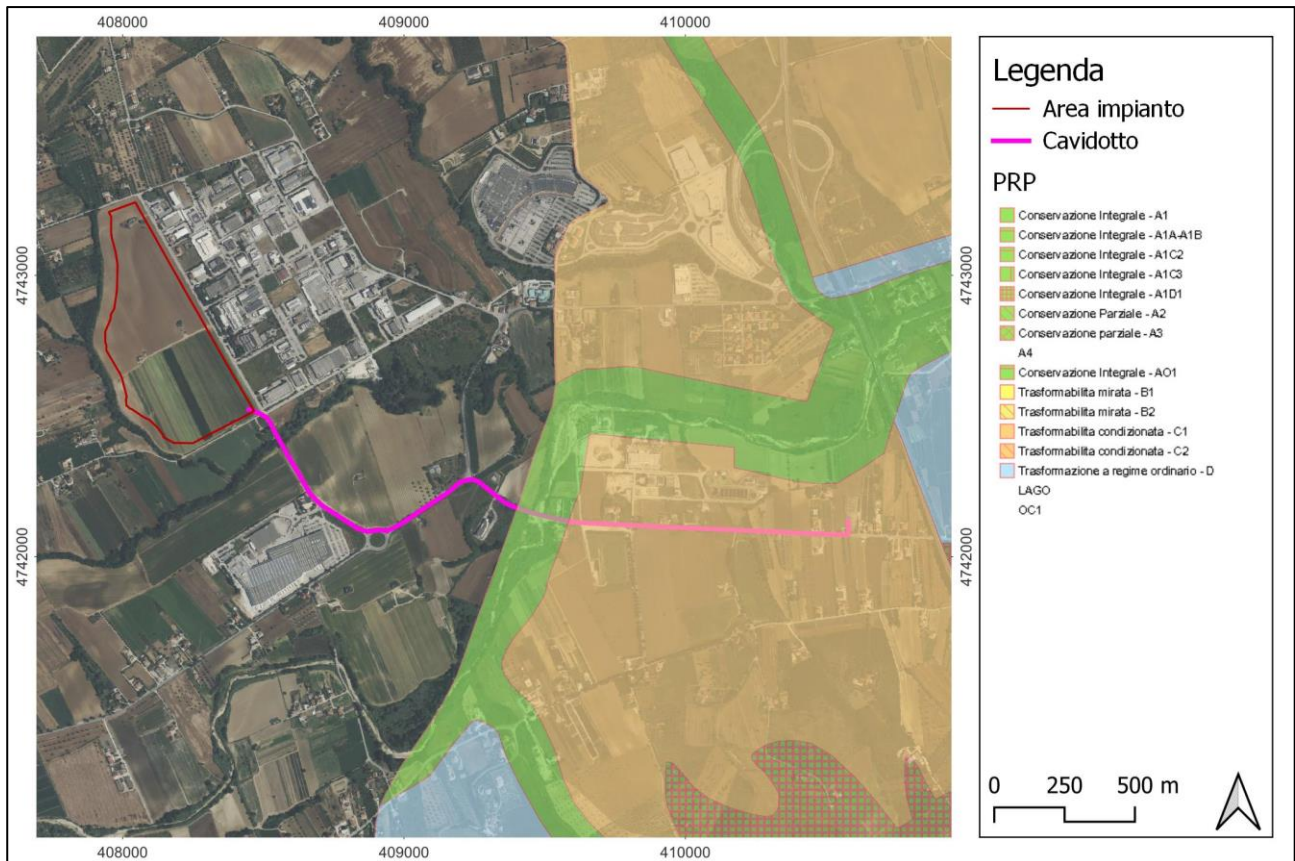 408000
409000
410000
4743000
4742000
4743000
4742000
408000
409000
410000
Legenda
Area impianto
Cavidotto
PRP
Conservazione Integrale - A1
Conservazione Integrale - A1A-A1B
Conservazione Integrale - A1C2
Conservazione Integrale - A1C3
Conservazione Integrale - A1D1
Conservazione Parziale - A2
Conservazione parziale - A3
A4
Conservazione Integrale - AO1
Trasformabilita mirata - B1
Trasformabilita mirata - B2
Trasformabilita condizionata - C1
Trasformabilita condizionata - C2
Trasformazione a regime ordinario - D
LAGO
OC1
0 250 500 m